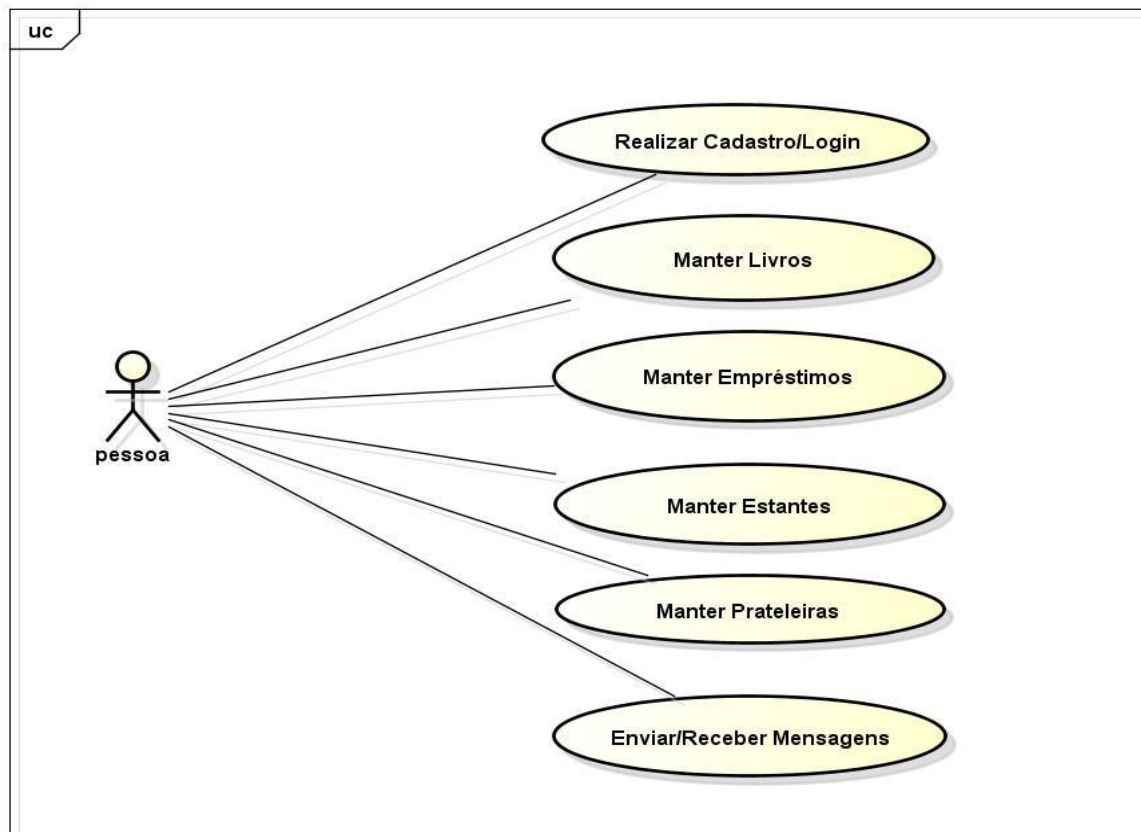 uc
Realizar Cadastro/Login
Manter Livros
Manter Empréstimos
pessoa
Manter Estantes
Manter Prateleiras
Enviar/Receber Mensagens